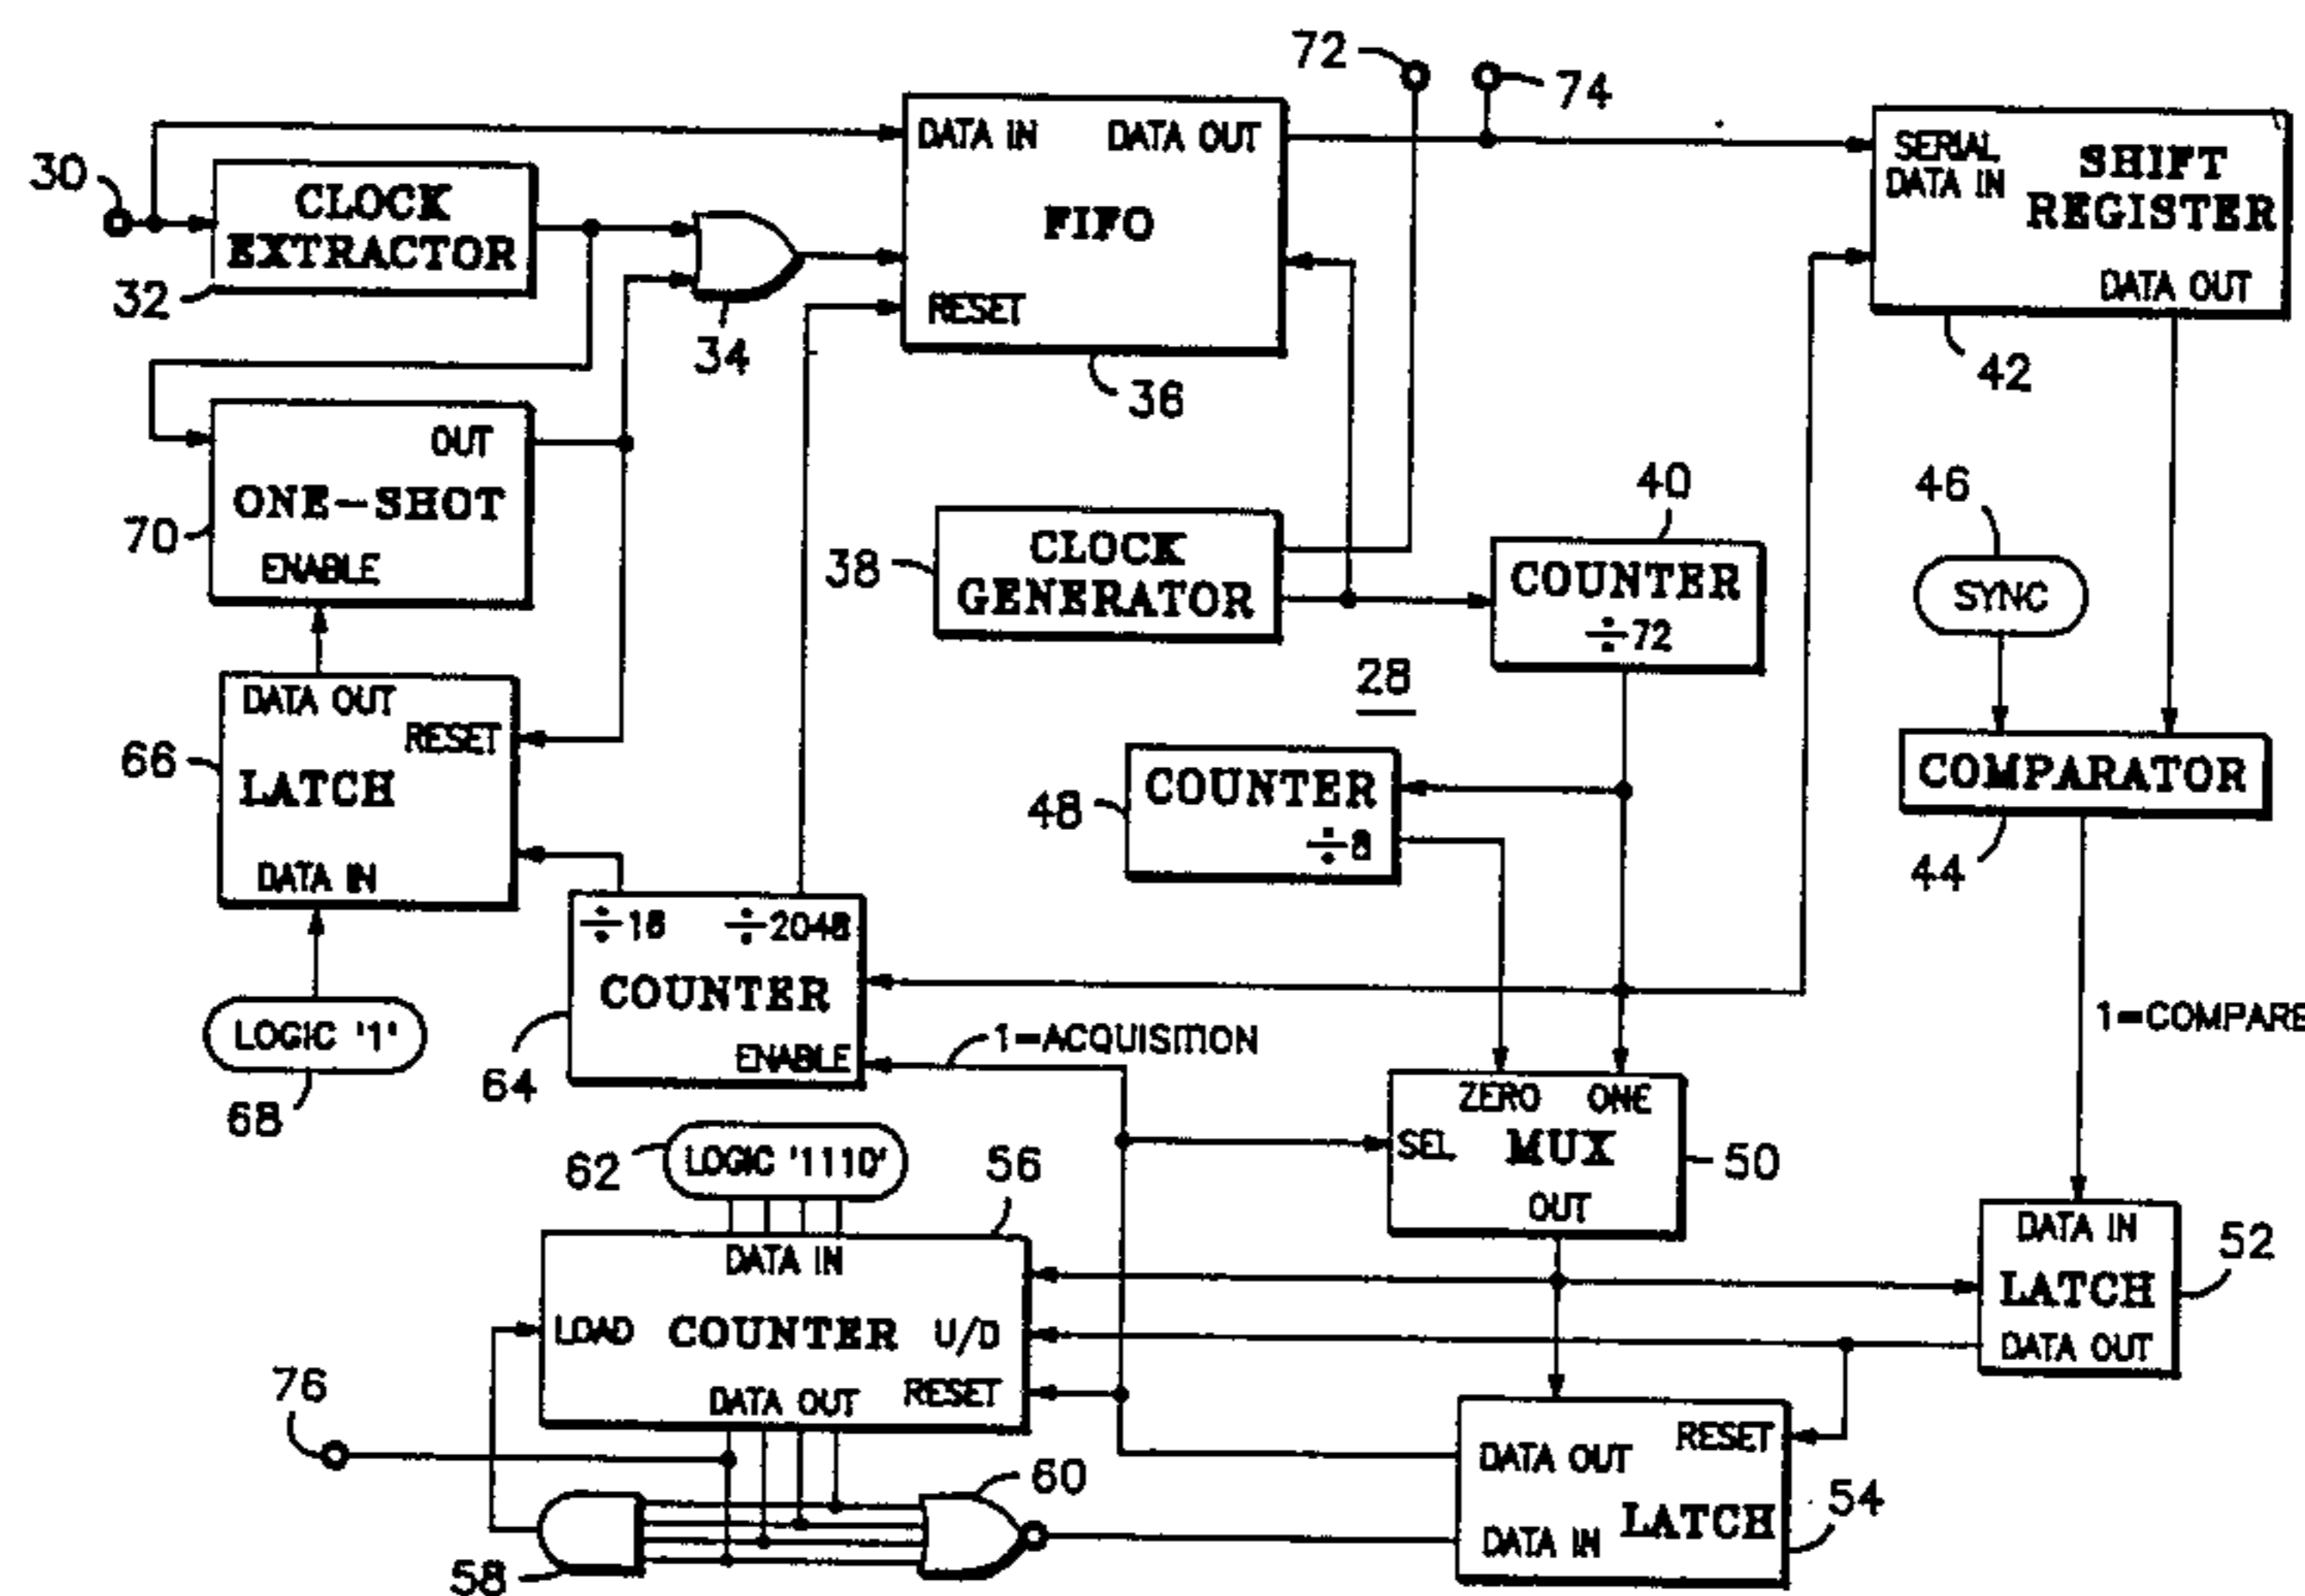 72
74
30
CLOCK
EXTRACTOR
32
34
DATA IN
DATA OUT
FIFO
RESET
36
SERIAL
DATA IN
SHIFT
REGISTER
DATA OUT
42
OUT
ONE-SHOT
ENABLE
70
38
CLOCK
GENERATOR
40
COUNTER
÷72
46
SYNC
28
DATA OUT
RESET
LATCH
DATA IN
66
48
COUNTER
÷8
COMPARATOR
44
÷16
÷2048
COUNTER
ENABLE
64
LOGIC '1'
68
1=ACQUISITION
1=COMPARE
ZERO
ONE
SEL
MUX
OUT
50
62
LOGIC '1110'
56
DATA IN
LOAD
COUNTER
U/D
RESET
DATA OUT
DATA IN
LATCH
DATA OUT
52
76
58
60
DATA OUT
RESET
DATA IN
LATCH
54